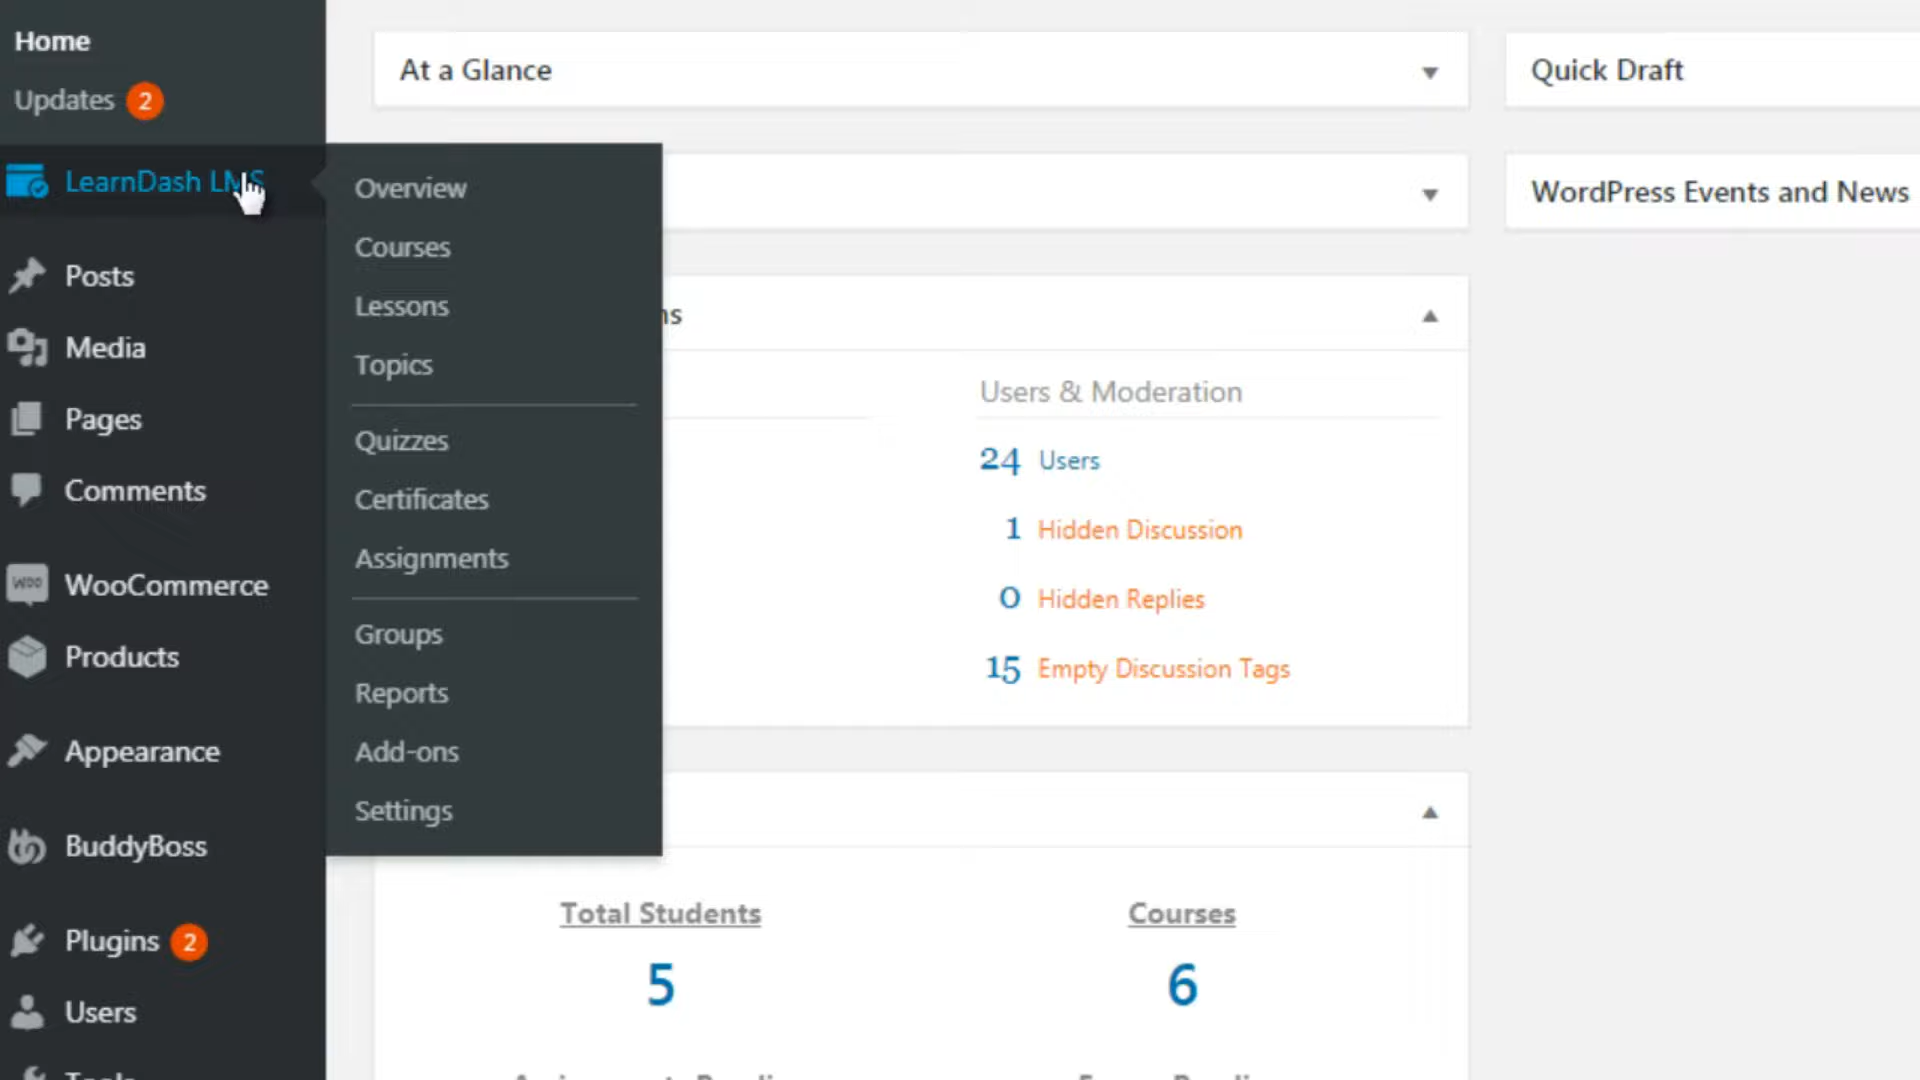 Home
Updates 2
LearnDash LMS
Posts
Media
Pages
Comments
WOO WooCommerce
Products
Appearance
BuddyBoss
Plugins 2
Users
Overview
Courses
Lessons
Topics
Quizzes
Certificates
Assignments
Groups
Reports
Add-ons
Settings
At a Glance
Quick Draft
WordPress Events and News
Users & Moderation
24 Users
1 Hidden Discussion
0 Hidden Replies
15 Empty Discussion Tags
Total Students
5
Courses
6